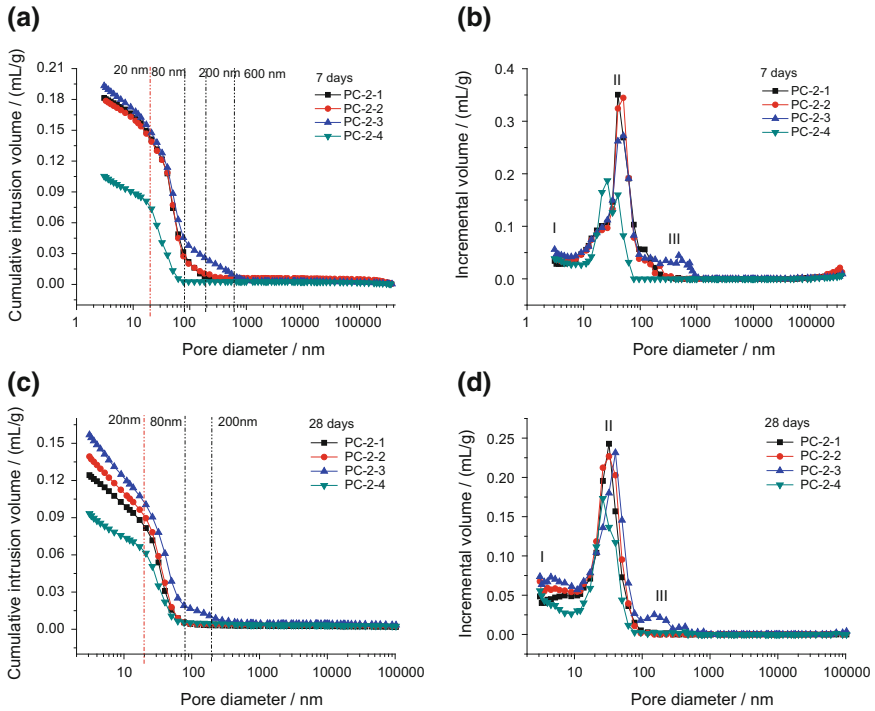 (a)
Cumulative intrusion volume / (mL/g)
0.21
0.18
0.15
0.12
0.09
0.06
0.03
0.00
20 nm
80 nm
200 nm
600 nm
7 days
PC-2-1
PC-2-2
PC-2-3
PC-2-4
1
10
100
1000
10000
100000
Pore diameter / nm
(b)
Incremental volume / (mL/g)
0.4
0.3
0.2
0.1
0.0
I
II
III
7 days
PC-2-1
PC-2-2
PC-2-3
PC-2-4
1
10
100
1000
10000
100000
Pore diameter / nm
(c)
Cumulative intrusion volume / (mL/g)
0.15
0.12
0.09
0.06
0.03
0.00
20nm
80nm
200nm
28 days
PC-2-1
PC-2-2
PC-2-3
PC-2-4
10
100
1000
10000
100000
Pore diameter / nm
(d)
Incremental volume / (mL/g)
0.30
0.25
0.20
0.15
0.10
0.05
0.00
I
II
III
28 days
PC-2-1
PC-2-2
PC-2-3
PC-2-4
10
100
1000
10000
100000
Pore diameter / nm